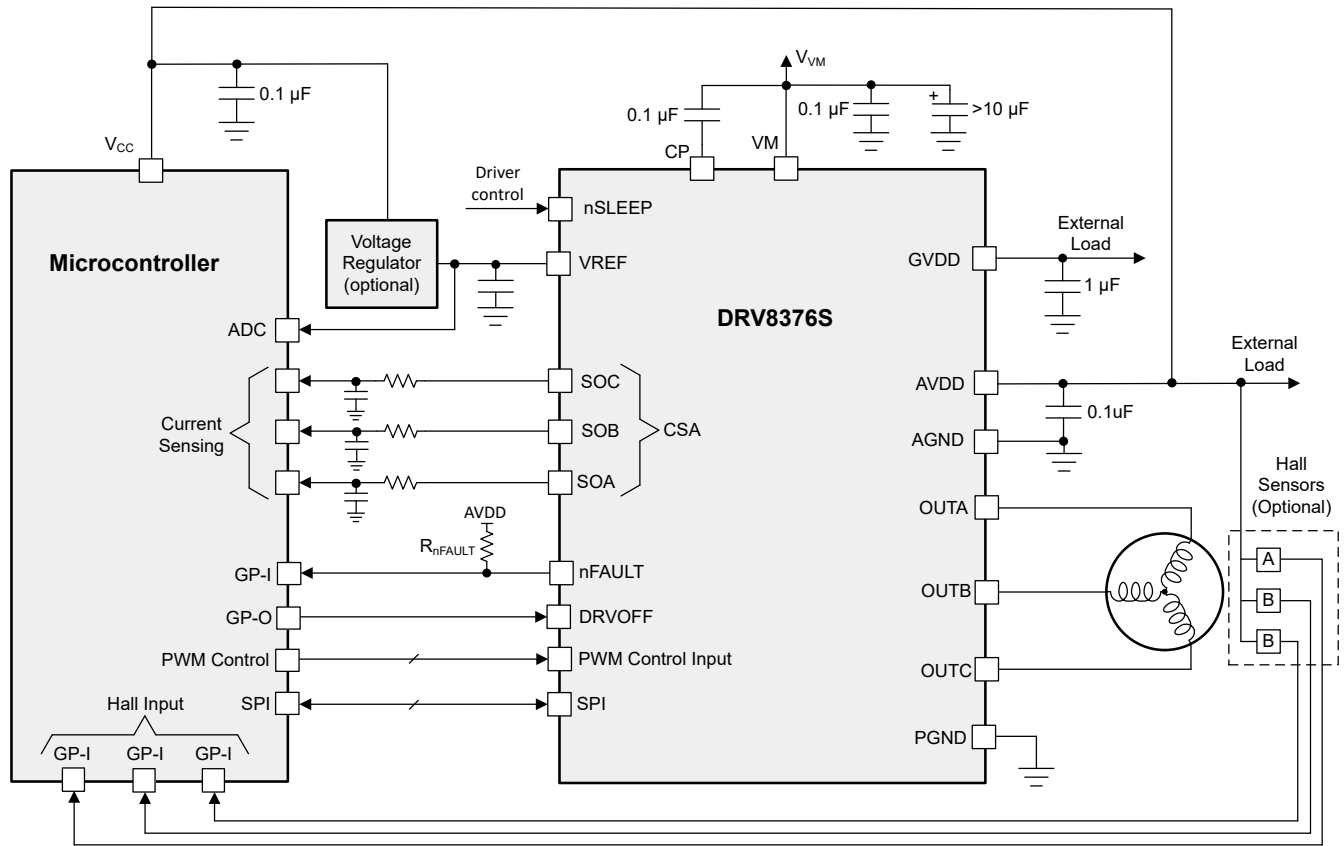 V_VM
0.1 µF
0.1 µF
0.1 µF
+
>10 µF
V_CC
CP
VM
Driver
control
nSLEEP
Voltage
Regulator
(optional)
VREF
Microcontroller
DRV8376S
GVDD
External
Load
1 µF
ADC
External
Load
SOC
AVDD
0.1uF
Current
Sensing
SOB
CSA
AGND
SOA
Hall
Sensors
(Optional)
AVDD
R_nFAULT
OUTA
GP-I
nFAULT
A
OUTB
B
GP-O
DRVOFF
B
PWM Control
PWM Control Input
OUTC
SPI
SPI
Hall Input
PGND
GP-I
GP-I
GP-I